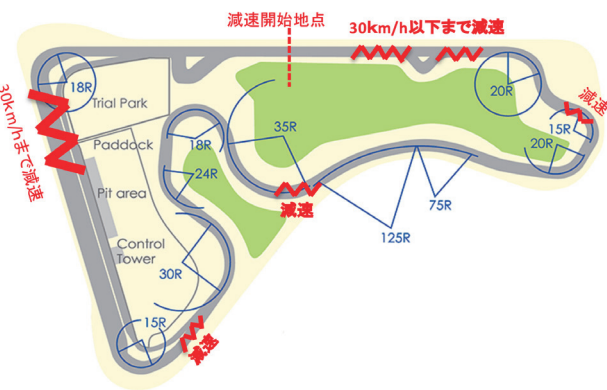 減速開始地点
30km/h以下まで減速
30km/hまで減速
18R
Trial Park
20R
減速
15R
35R
20R
18R
Paddock
24R
Pit area
減速
75R
125R
Control
Tower
30R
15R
減速